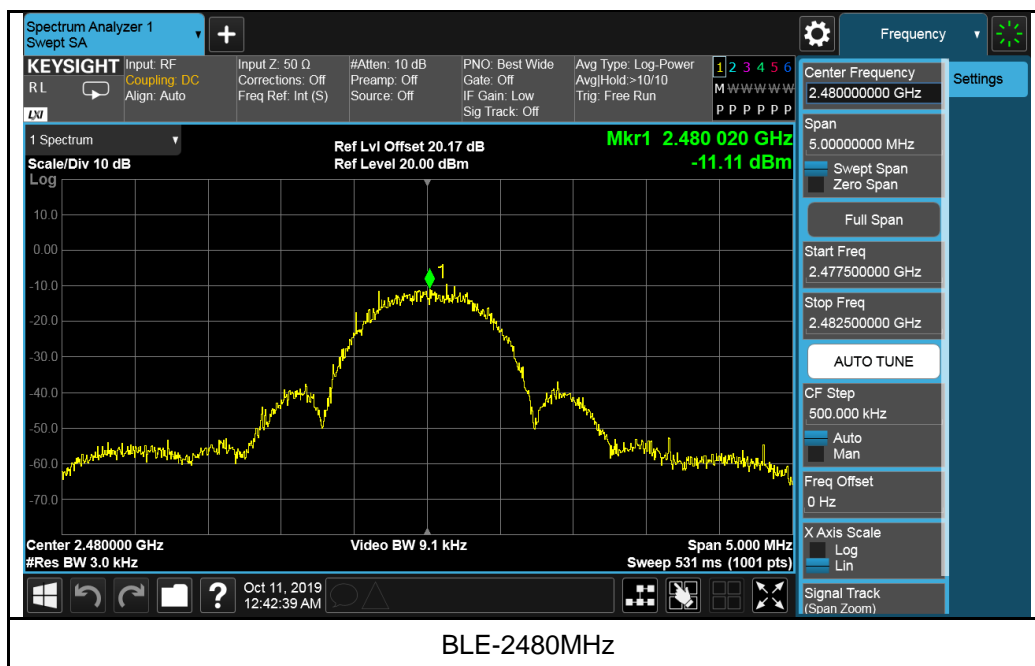 Spectrum Analyzer 1
Swept SA
+
Frequency
KEYSIGHT
RL
LXI
Input: RF
Coupling: DC
Align: Auto
Input Z: 50 Ω
Corrections: Off
Freq Ref: Int (S)
#Atten: 10 dB
Preamp: Off
Source: Off
PNO: Best Wide
Gate: Off
IF Gain: Low
Sig Track: Off
Avg Type: Log-Power
Avg|Hold:>10/10
Trig: Free Run
1 2 3 4 5 6
M W W W W W
P P P P P P
1 Spectrum
Scale/Div 10 dB
Ref Lvl Offset 20.17 dB
Ref Level 20.00 dBm
Mkr1 2.480 020 GHz
-11.11 dBm
Log
10.0
0.00
-10.0
-20.0
-30.0
-40.0
-50.0
-60.0
-70.0
1
Center 2.480000 GHz
#Res BW 3.0 kHz
Video BW 9.1 kHz
Span 5.000 MHz
Sweep 531 ms (1001 pts)
?
Oct 11, 2019
12:42:39 AM
Center Frequency
2.480000000 GHz
Settings
Span
5.00000000 MHz
Swept Span
Zero Span
Full Span
Start Freq
2.477500000 GHz
Stop Freq
2.482500000 GHz
AUTO TUNE
CF Step
500.000 kHz
Auto
Man
Freq Offset
0 Hz
X Axis Scale
Log
Lin
Signal Track
(Span Zoom)
BLE-2480MHz